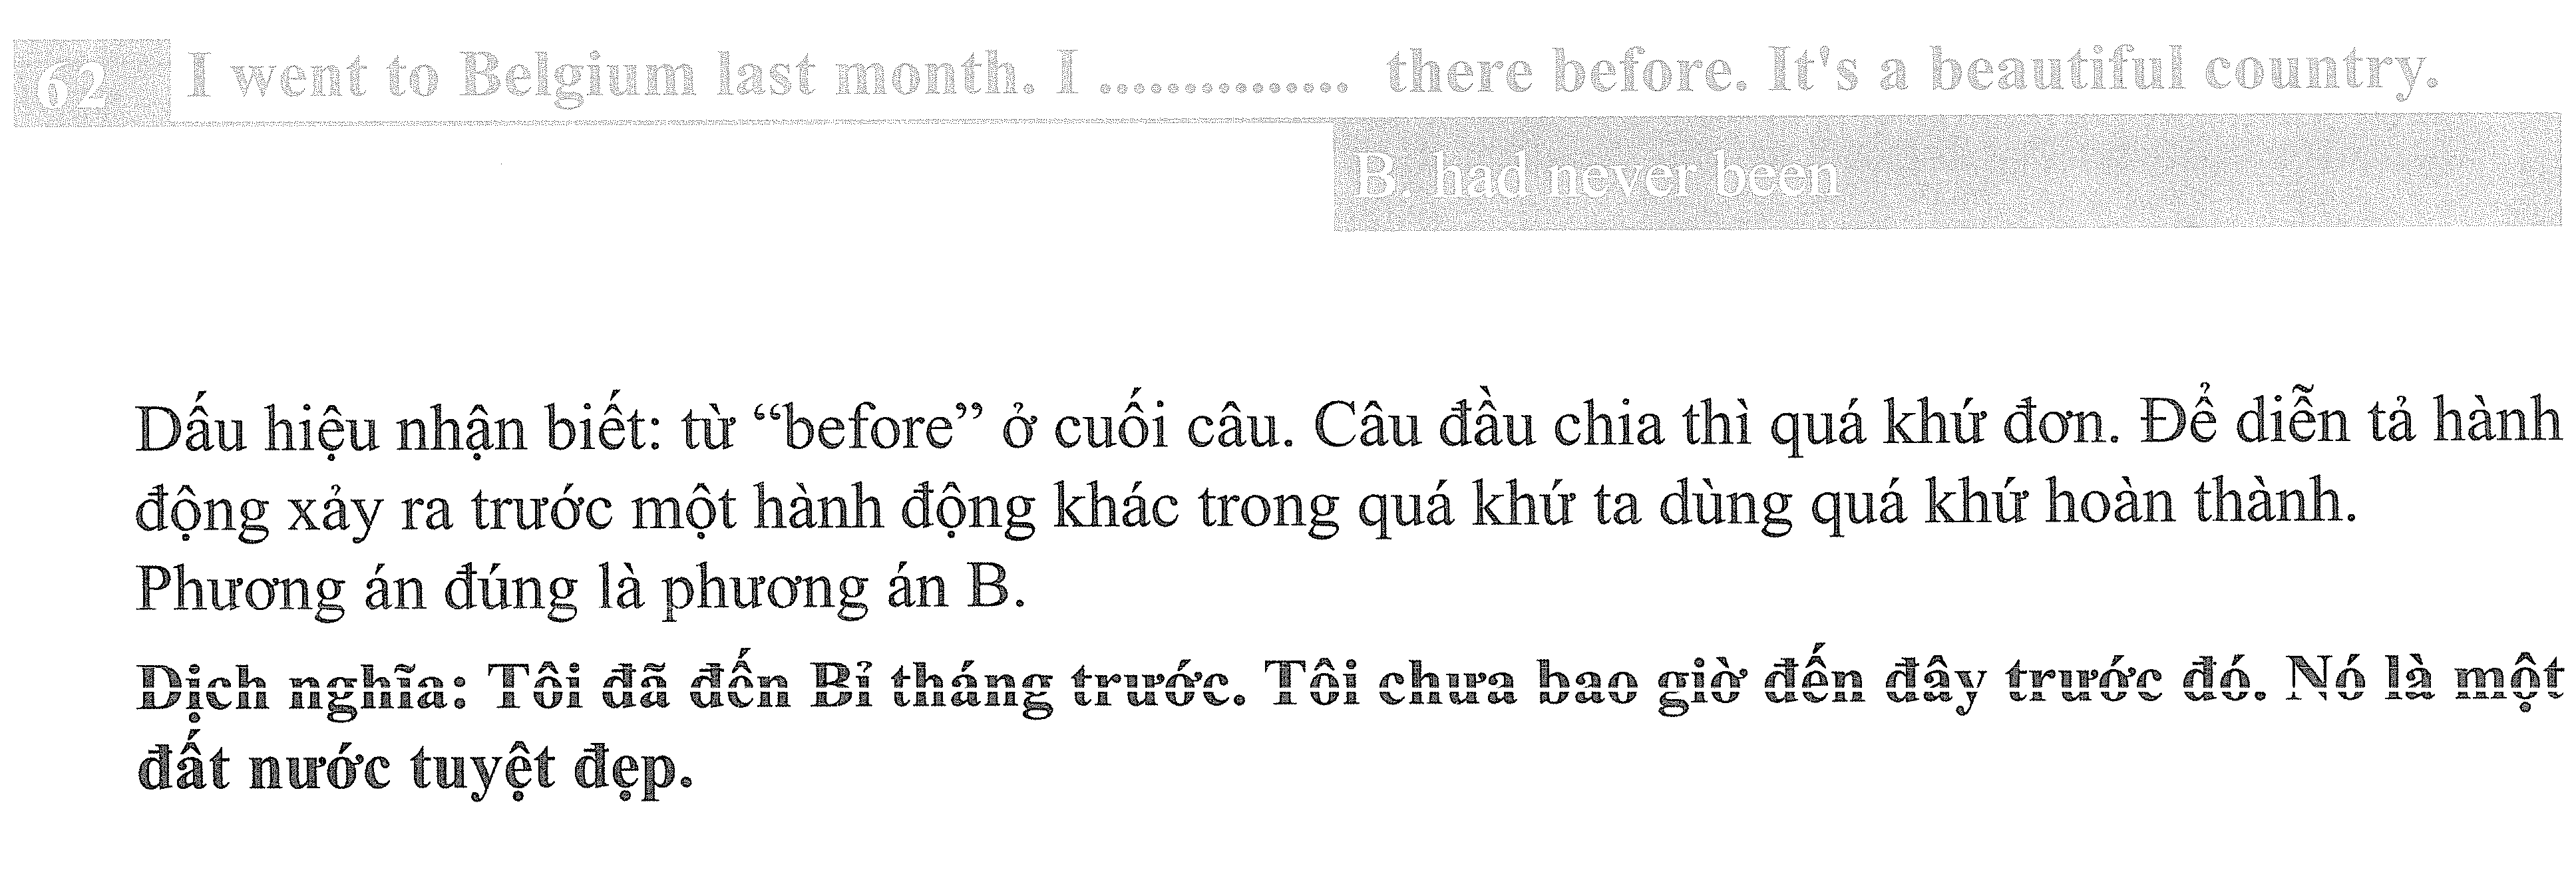 62 I went to Belgium last month. I ............... there before. It's a beautiful country.
B. had never been
Dấu hiệu nhận biết: từ “before” ở cuối câu. Câu đầu chia thì quá khứ đơn. Để diễn tả hành
động xảy ra trước một hành động khác trong quá khứ ta dùng quá khứ hoàn thành.
Phương án đúng là phương án B.
Dịch nghĩa: Tôi đã đến Bỉ tháng trước. Tôi chưa bao giờ đến đây trước đó. Nó là một
đất nước tuyệt đẹp.